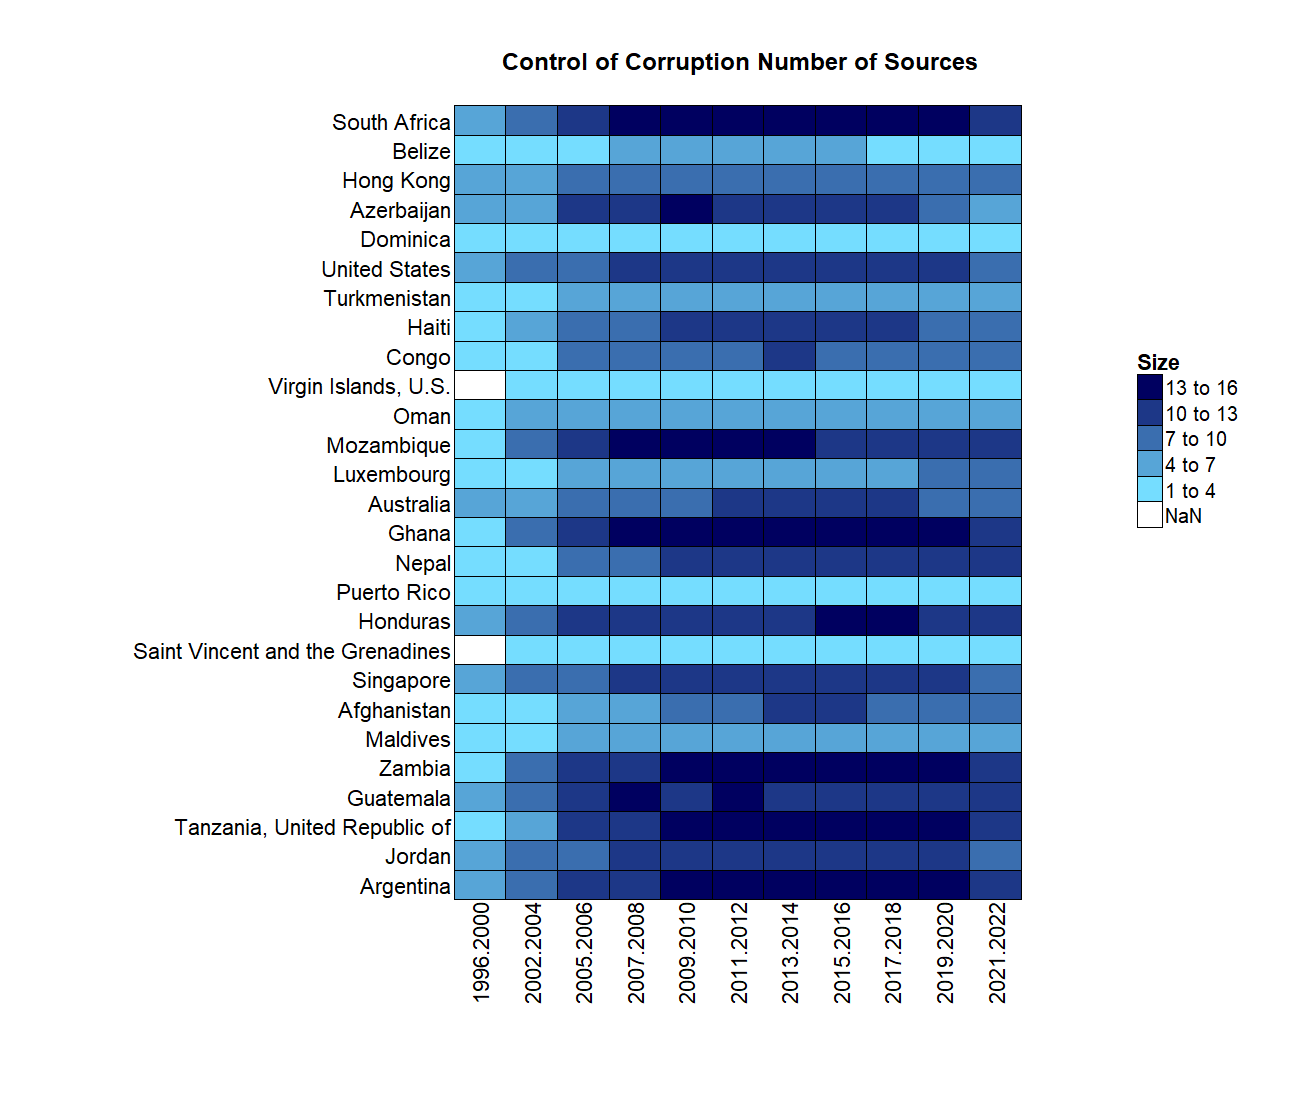 Control of Corruption Number of Sources
South Africa
Belize
Hong Kong
Azerbaijan
Dominica
United States
Turkmenistan
Haiti
Congo
Virgin Islands, U.S.
Oman
Mozambique
Luxembourg
Australia
Ghana
Nepal
Puerto Rico
Honduras
Saint Vincent and the Grenadines
Singapore
Afghanistan
Maldives
Zambia
Guatemala
Tanzania, United Republic of
Jordan
Argentina
1996.2000
2002.2004
2005.2006
2007.2008
2009.2010
2011.2012
2013.2014
2015.2016
2017.2018
2019.2020
2021.2022
Size
13 to 16
10 to 13
7 to 10
4 to 7
1 to 4
NaN